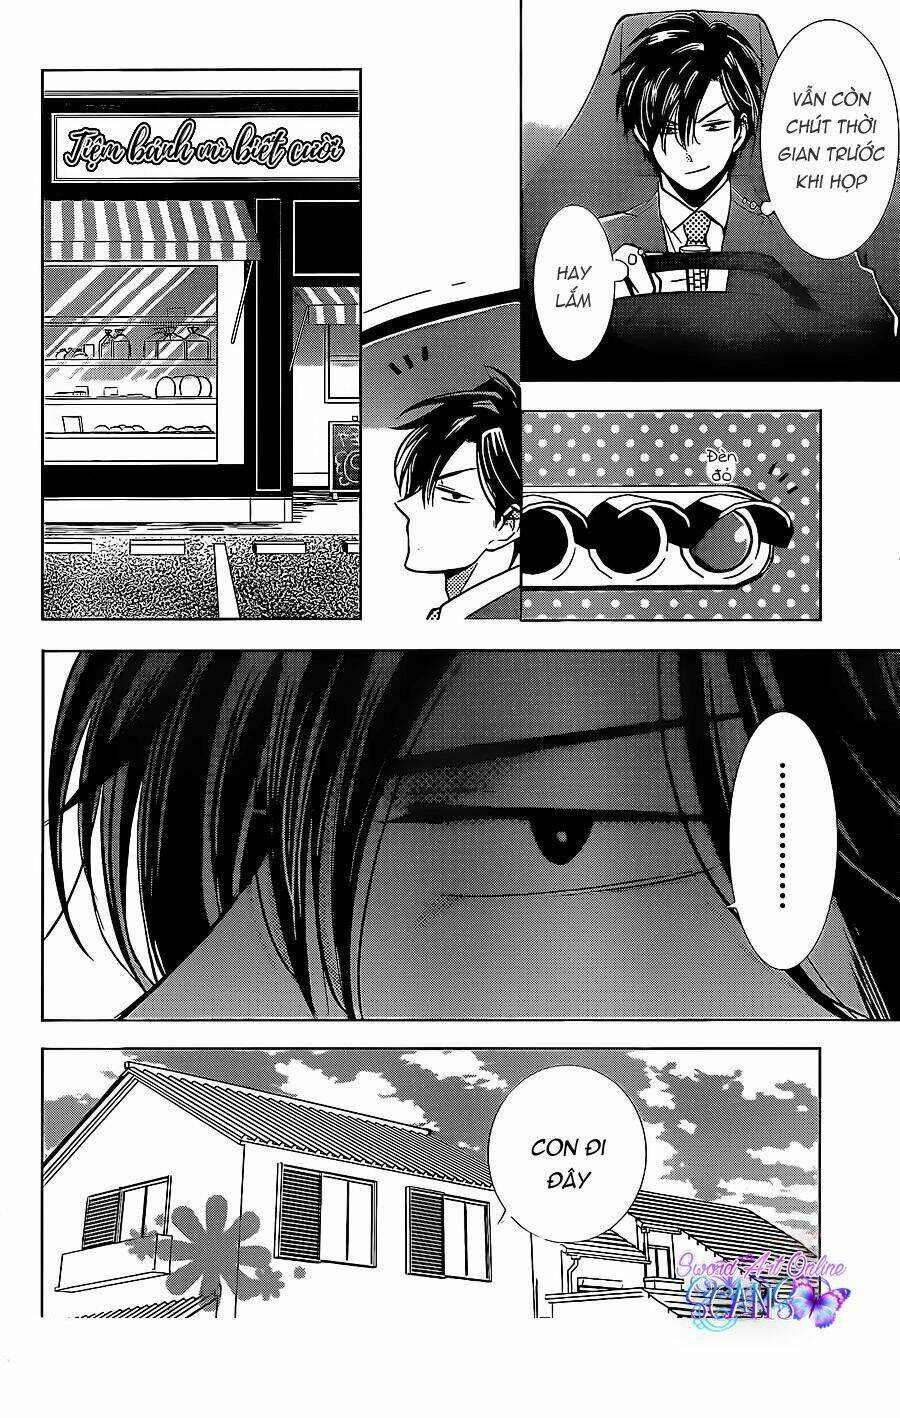 VẪN CÒN
CHÚT THỜI
GIAN TRƯỚC
KHI HỌP
HAY
LẮM
Đèn
đỏ
Tiệm bánh mì biết cười
............
CON ĐI
ĐÂY
Sword Art Online
SCANS